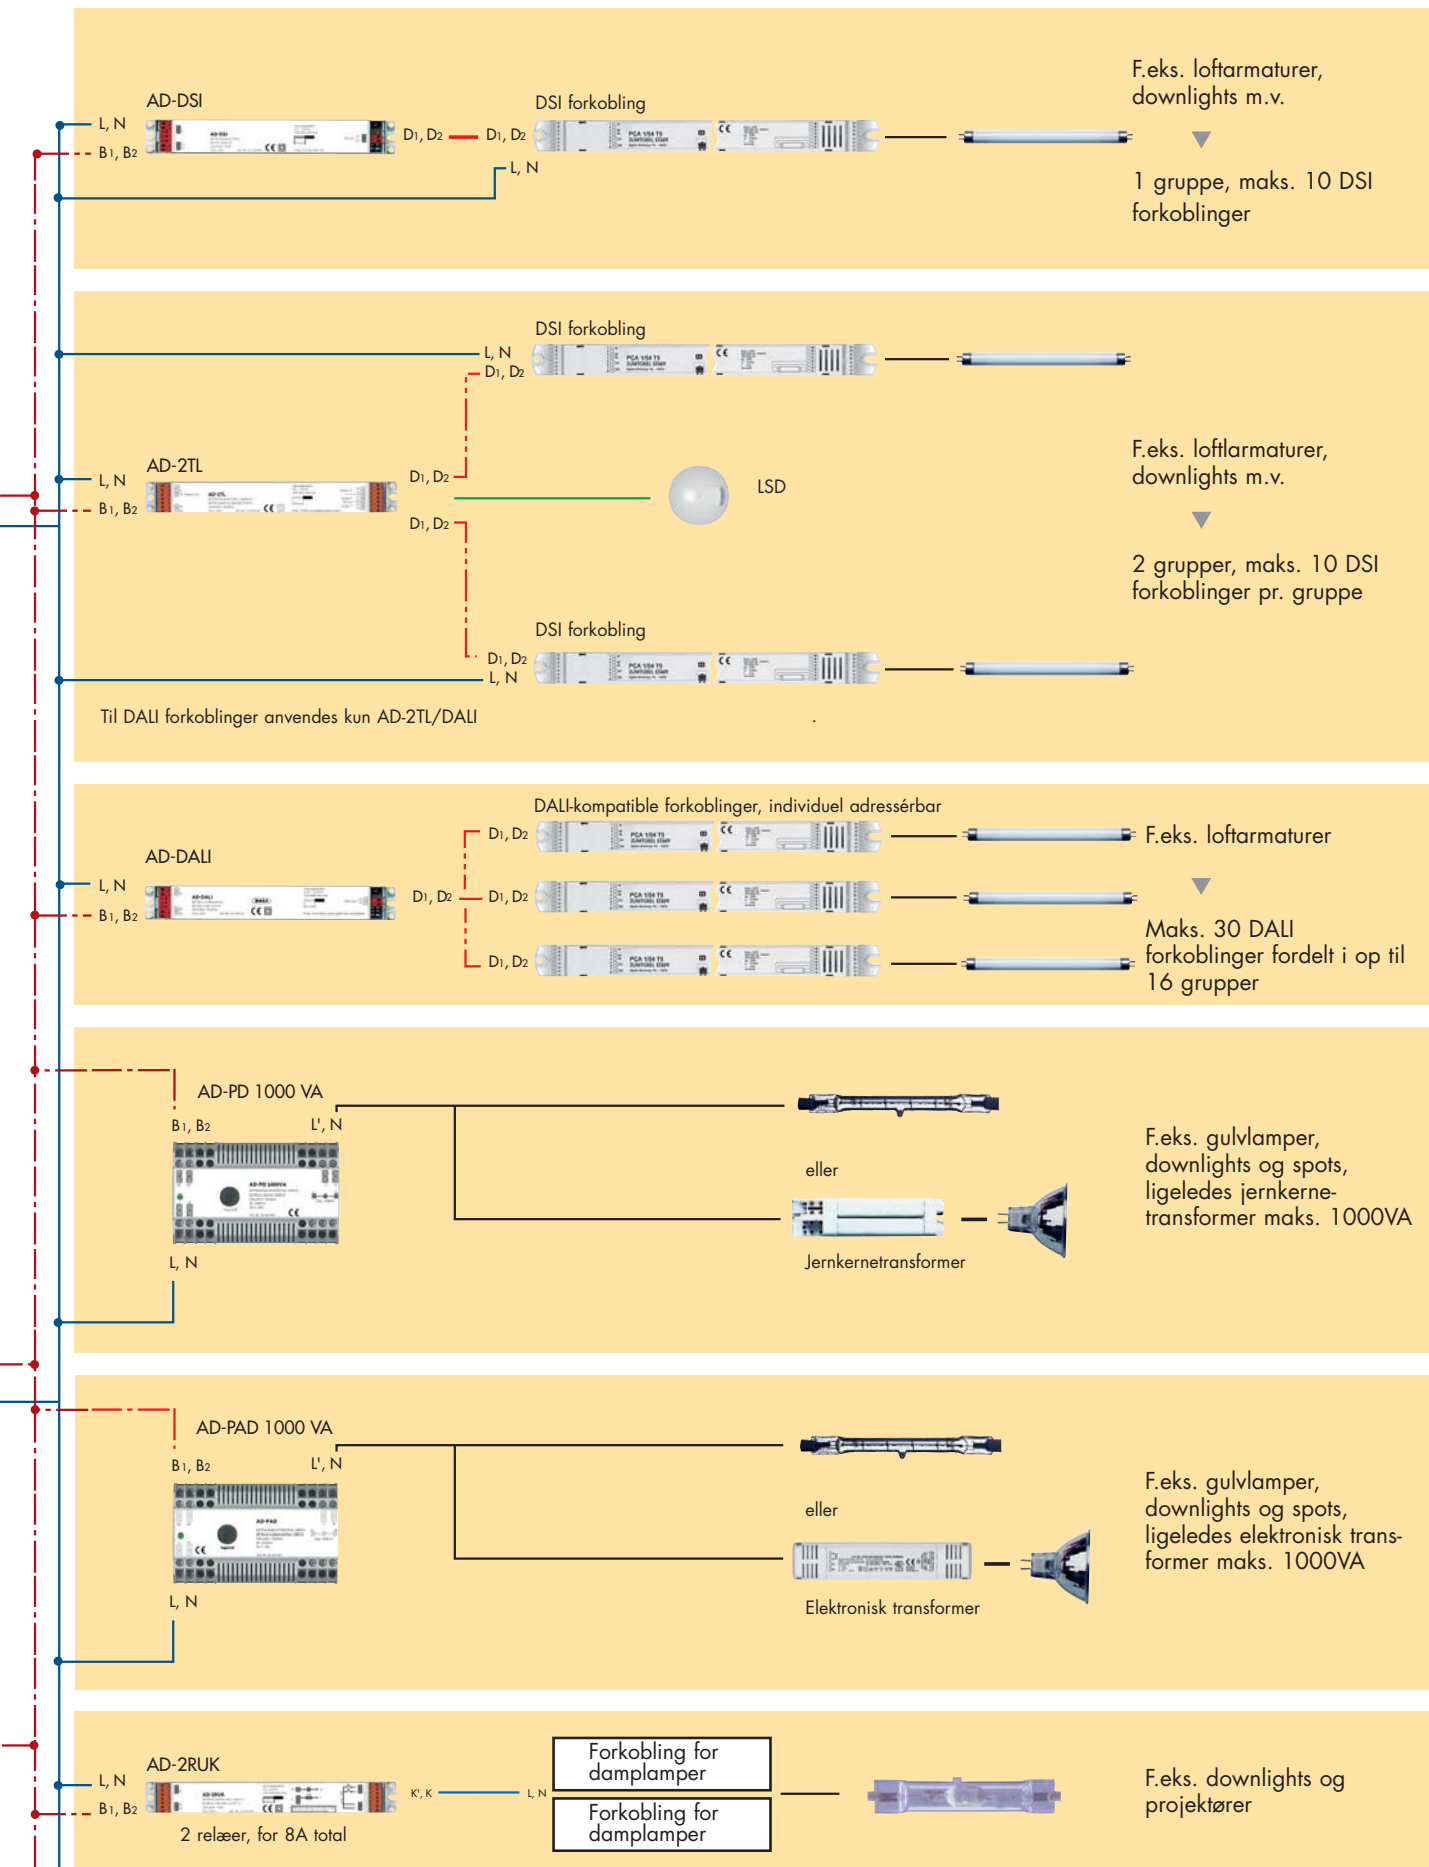 AD-DSI
DSI forkobling
F.eks. loftarmaturer,
downlights m.v.
L, N
B1, B2
D1, D2
D1, D2
L, N
1 gruppe, maks. 10 DSI
forkoblinger
DSI forkobling
L, N
D1, D2
AD-2TL
L, N
B1, B2
D1, D2
D1, D2
LSD
F.eks. loftlarmaturer,
downlights m.v.
2 grupper, maks. 10 DSI
forkoblinger pr. gruppe
DSI forkobling
D1, D2
L, N
Til DALI forkoblinger anvendes kun AD-2TL/DALI .
DALI-kompatible forkoblinger, individuel adressérbar
AD-DALI
L, N
B1, B2
D1, D2
D1, D2
D1, D2
D1, D2
F.eks. loftarmaturer
Maks. 30 DALI
forkoblinger fordelt i op til
16 grupper
AD-PD 1000 VA
B1, B2
L', N
AD-PD 1000VA
L, N
eller
Jernkernetransformer
F.eks. gulvlamper,
downlights og spots,
ligeledes jernkerne-
transformer maks. 1000VA
AD-PAD 1000 VA
B1, B2
L', N
AD-PAD
L, N
eller
Elektronisk transformer
F.eks. gulvlamper,
downlights og spots,
ligeledes elektronisk trans-
former maks. 1000VA
AD-2RUK
L, N
B1, B2
2 relæer, for 8A total
K', K
L, N
Forkobling for
damplamper
Forkobling for
damplamper
F.eks. downlights og
projektører